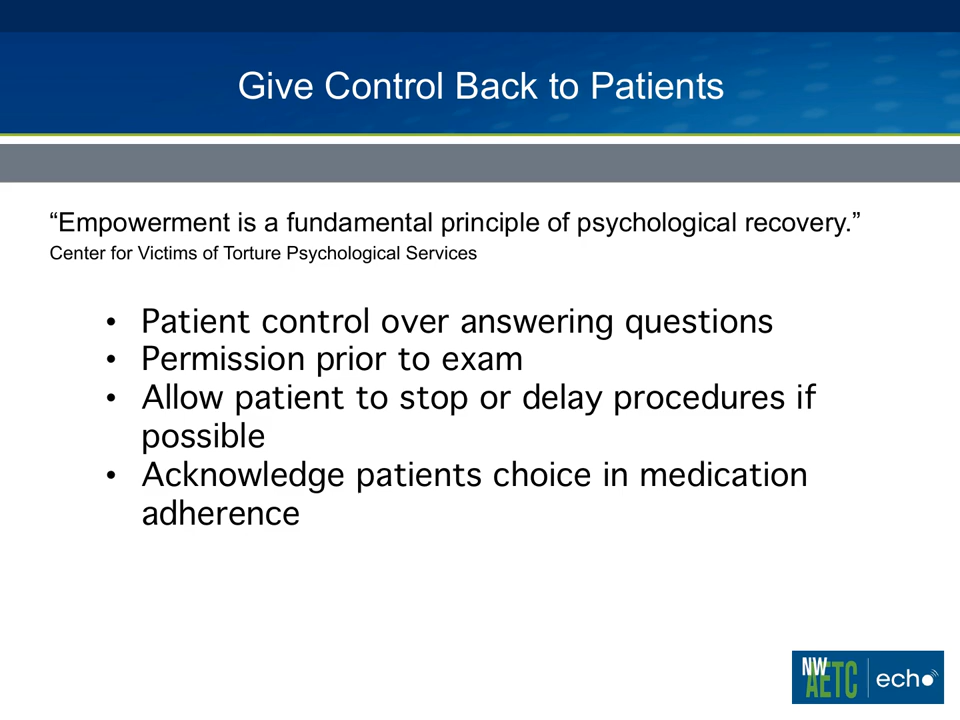 Give Control Back to Patients
“Empowerment is a fundamental principle of psychological recovery.”
Center for Victims of Torture Psychological Services
• Patient control over answering questions
• Permission prior to exam
• Allow patient to stop or delay procedures if
possible
• Acknowledge patients choice in medication
adherence
NW
AETC
echo